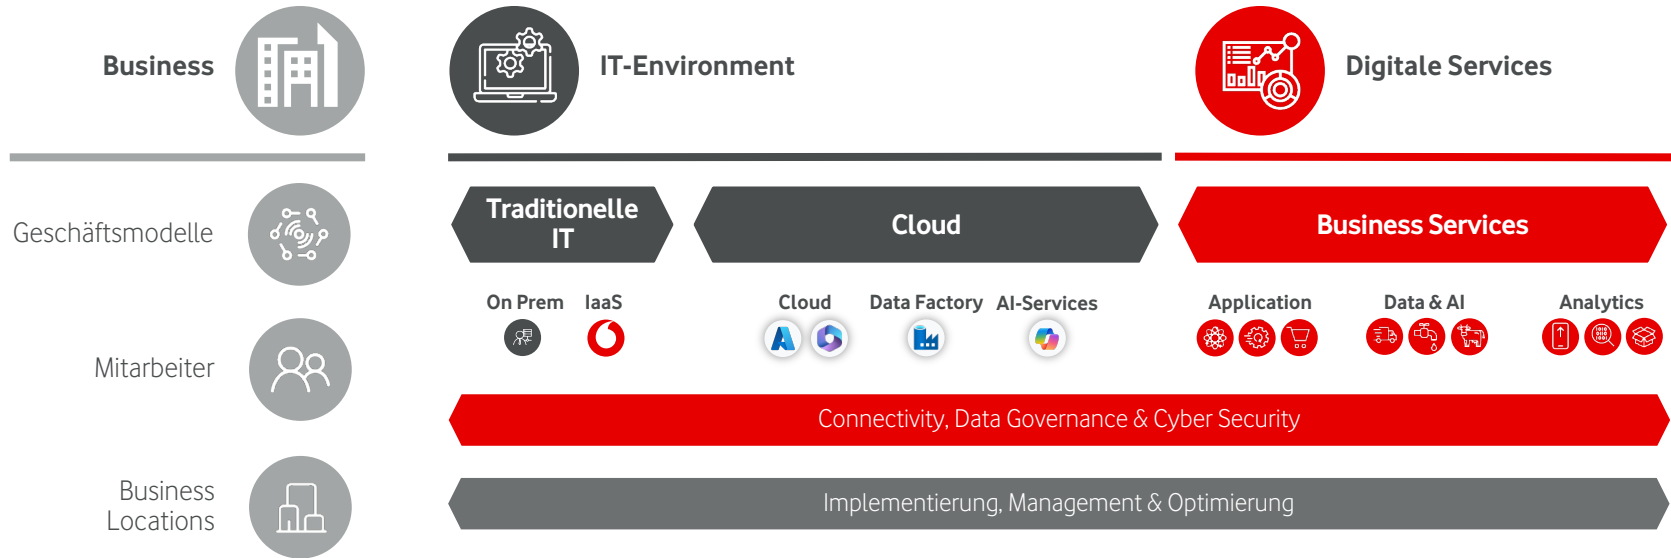 Business
IT-Environment
Digitale Services
Geschäftsmodelle
Mitarbeiter
Business
Locations
Traditionelle
IT
Cloud
Business Services
On Prem
IaaS
Cloud
Data Factory
AI-Services
Application
Data & AI
Analytics
Connectivity, Data Governance & Cyber Security
Implementierung, Management & Optimierung